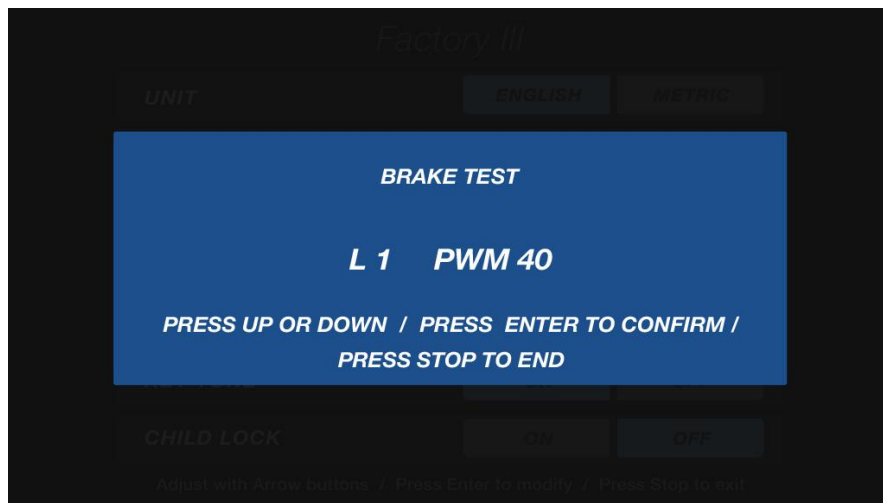 Factory III
UNIT ENGLISH METRIC
BRAKE TEST
L 1 PWM 40
PRESS UP OR DOWN / PRESS ENTER TO CONFIRM /
PRESS STOP TO END
CHILD LOCK ON OFF
Adjust with Arrow buttons / Press Enter to modify / Press Stop to exit